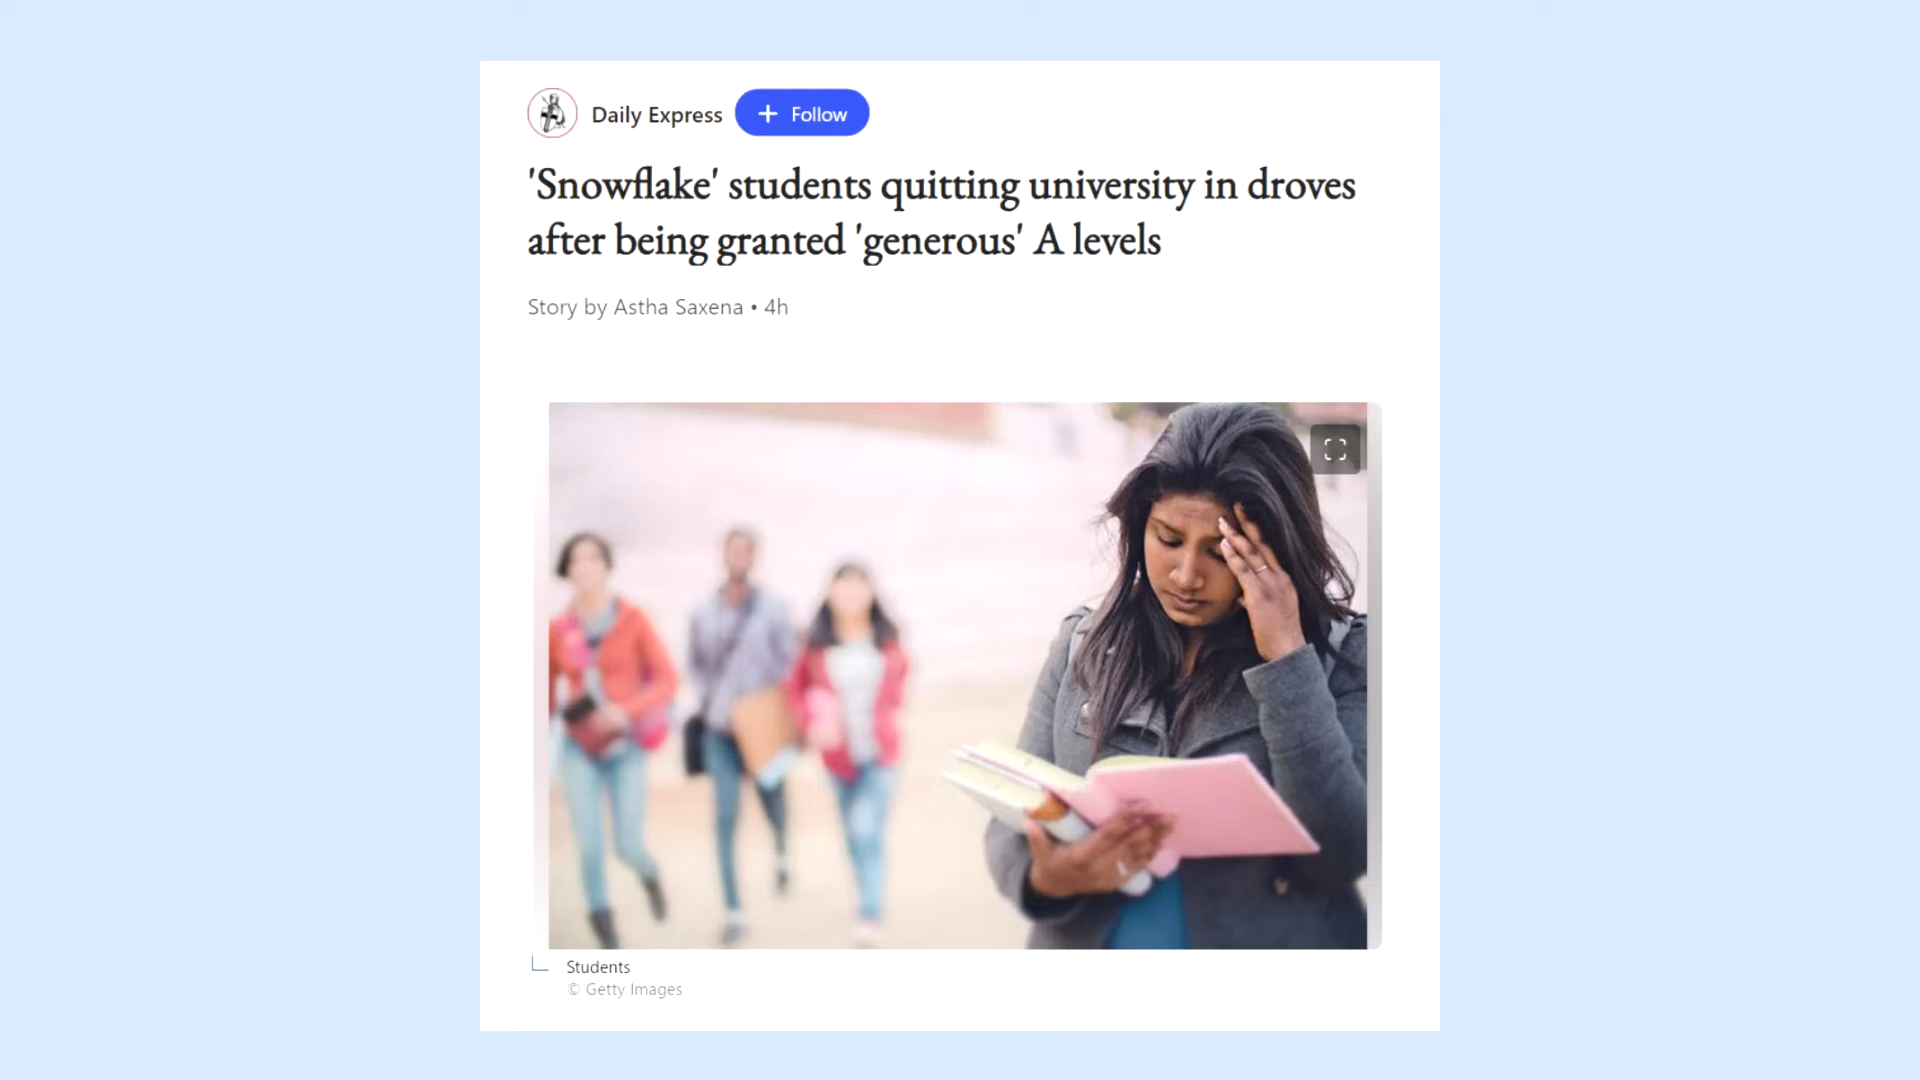 Daily Express + Follow
'Snowflake' students quitting university in droves
after being granted 'generous' A levels
Story by Astha Saxena • 4h
Students
© Getty Images